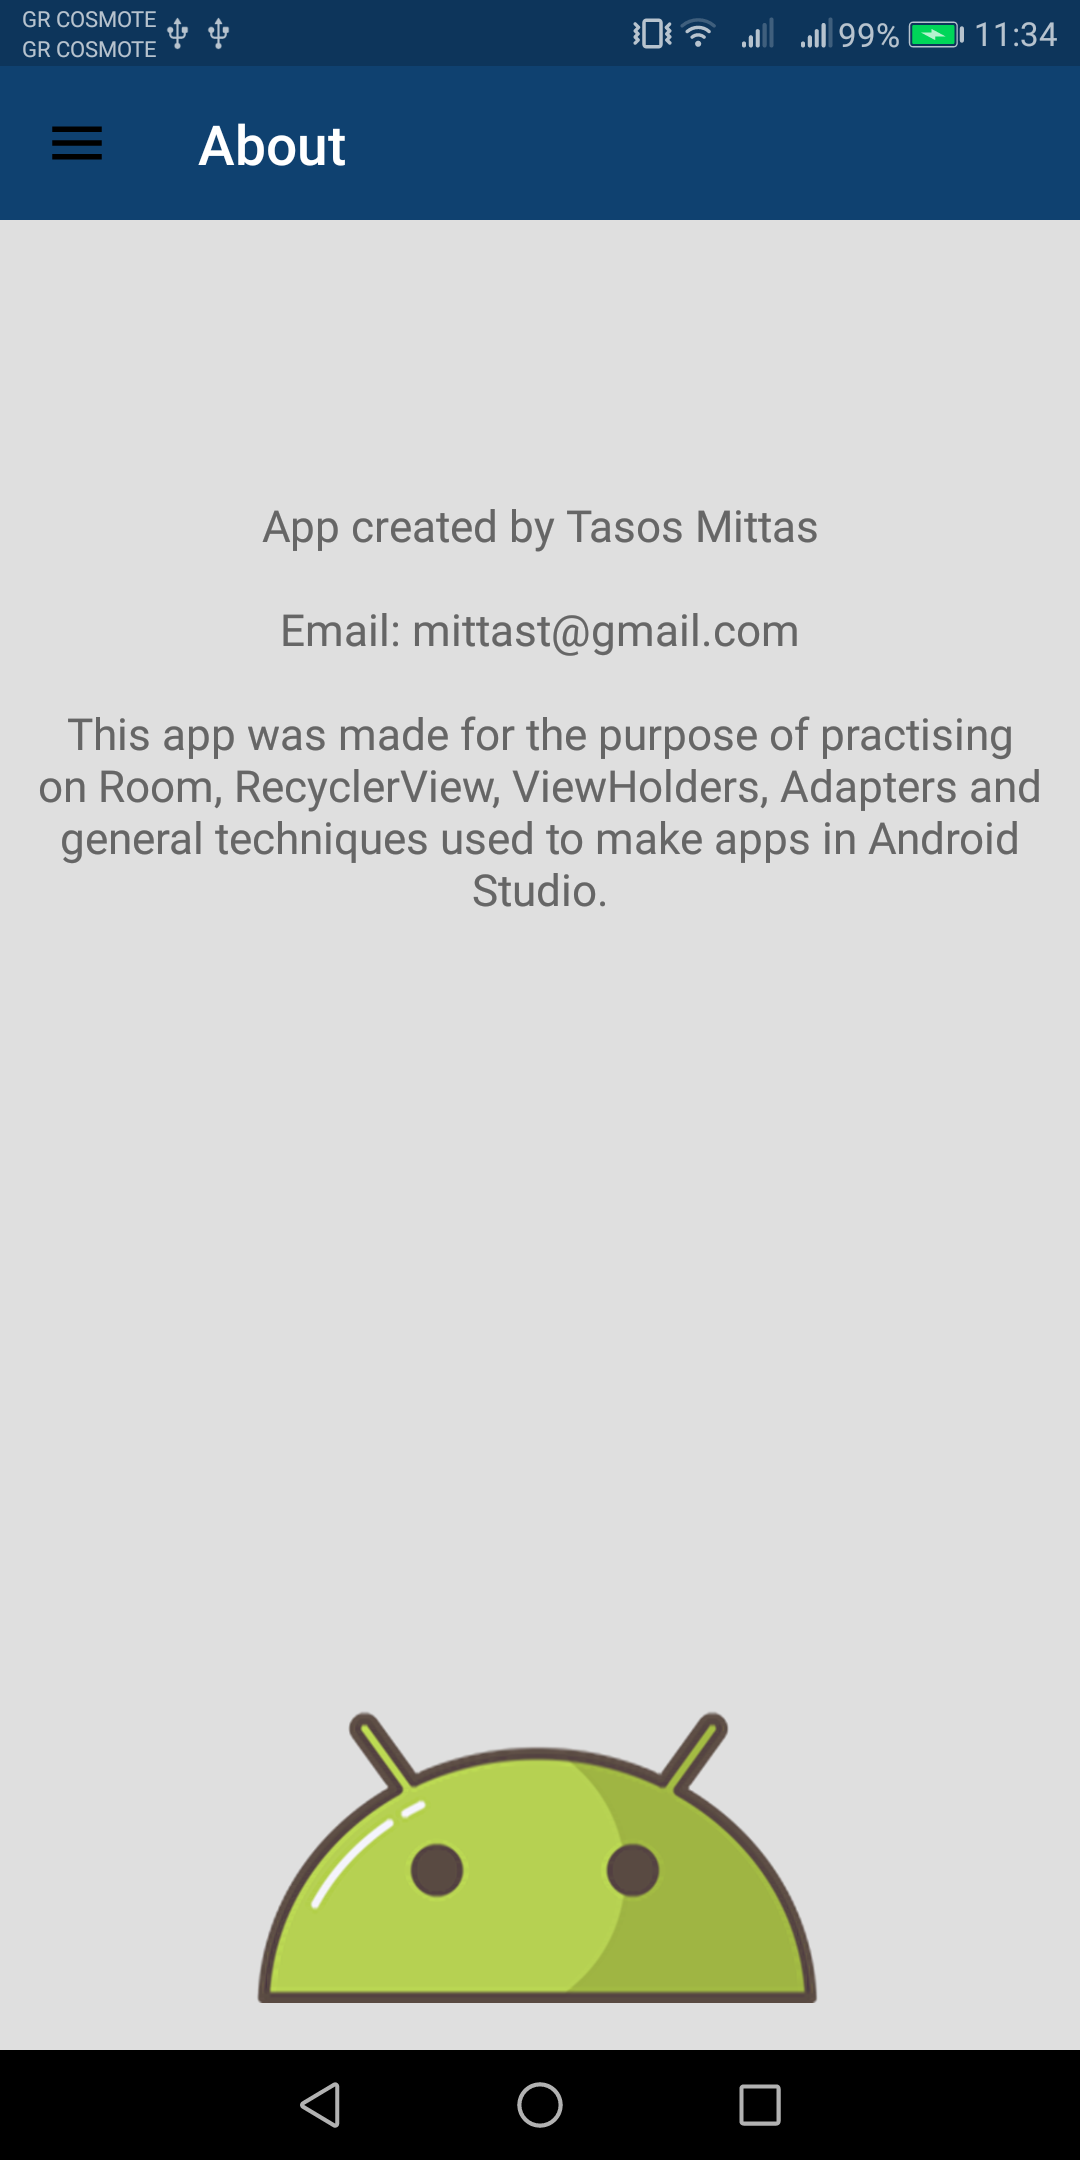 GR COSMOTE
GR COSMOTE
99%
11:34
About
App created by Tasos Mittas
Email: mittast@gmail.com
This app was made for the purpose of practising
on Room, RecyclerView, ViewHolders, Adapters and
general techniques used to make apps in Android
Studio.